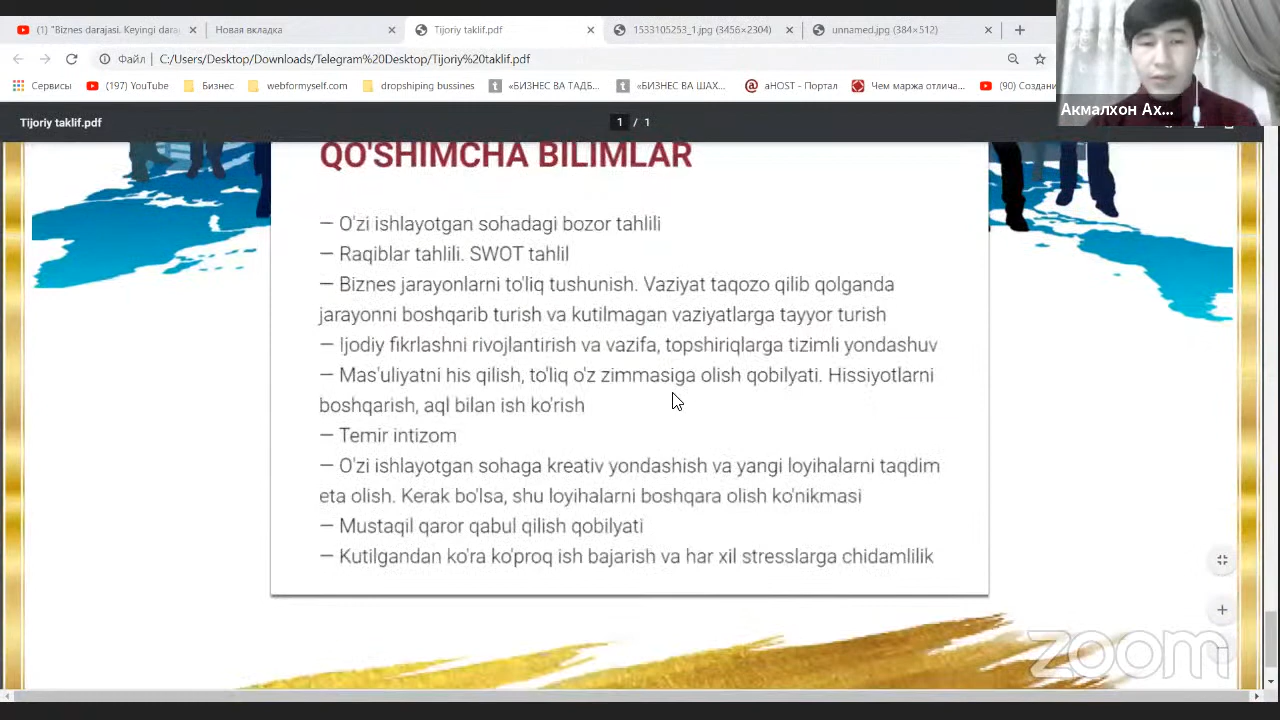 (1) "Biznes darajasi. Keyingi dara
Новая вкладка
Tijoriy taklif.pdf
1533105253_1.jpg (3456×2304)
unnamed.jpg (384×512)
Файл
C:/Users/Desktop/Downloads/Telegram%20Desktop/Tijoriy%20taklif.pdf
Сервисы
(197) YouTube
Бизнес
webformyself.com
dropshiping bussines
«БИЗНЕС ВА ТАДБ...
«БИЗНЕС ВА ШАХ...
aHOST - Портал
Чем маржа отлича...
(90) Создани
Акмалхон Ах...
Tijoriy taklif.pdf
1 / 1
QO'SHIMCHA BILIMLAR
— O'zi ishlayotgan sohadagi bozor tahlili
— Raqiblar tahlili. SWOT tahlil
— Biznes jarayonlarni to'liq tushunish. Vaziyat taqozo qilib qolganda
jarayonni boshqarib turish va kutilmagan vaziyatlarga tayyor turish
— Ijodiy fikrlashni rivojlantirish va vazifa, topshiriqlarga tizimli yondashuv
— Mas'uliyatni his qilish, to'liq o'z zimmasiga olish qobilyati. Hissiyotlarni
boshqarish, aql bilan ish ko'rish
— Temir intizom
— O'zi ishlayotgan sohaga kreativ yondashish va yangi loyihalarni taqdim
eta olish. Kerak bo'lsa, shu loyihalarni boshqara olish ko'nikmasi
— Mustaqil qaror qabul qilish qobilyati
— Kutilgandan ko'ra ko'proq ish bajarish va har xil stresslarga chidamlilik
zoom